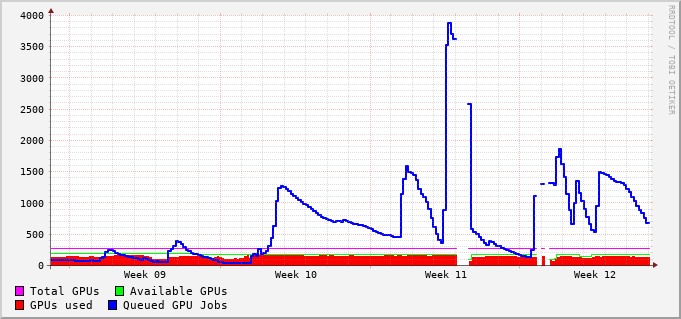 4000
3500
3000
2500
2000
1500
1000
500
0
Week 09 Week 10 Week 11 Week 12
Total GPUs Available GPUs
GPUs used Queued GPU Jobs
RRDTOOL / TOBI OETIKER